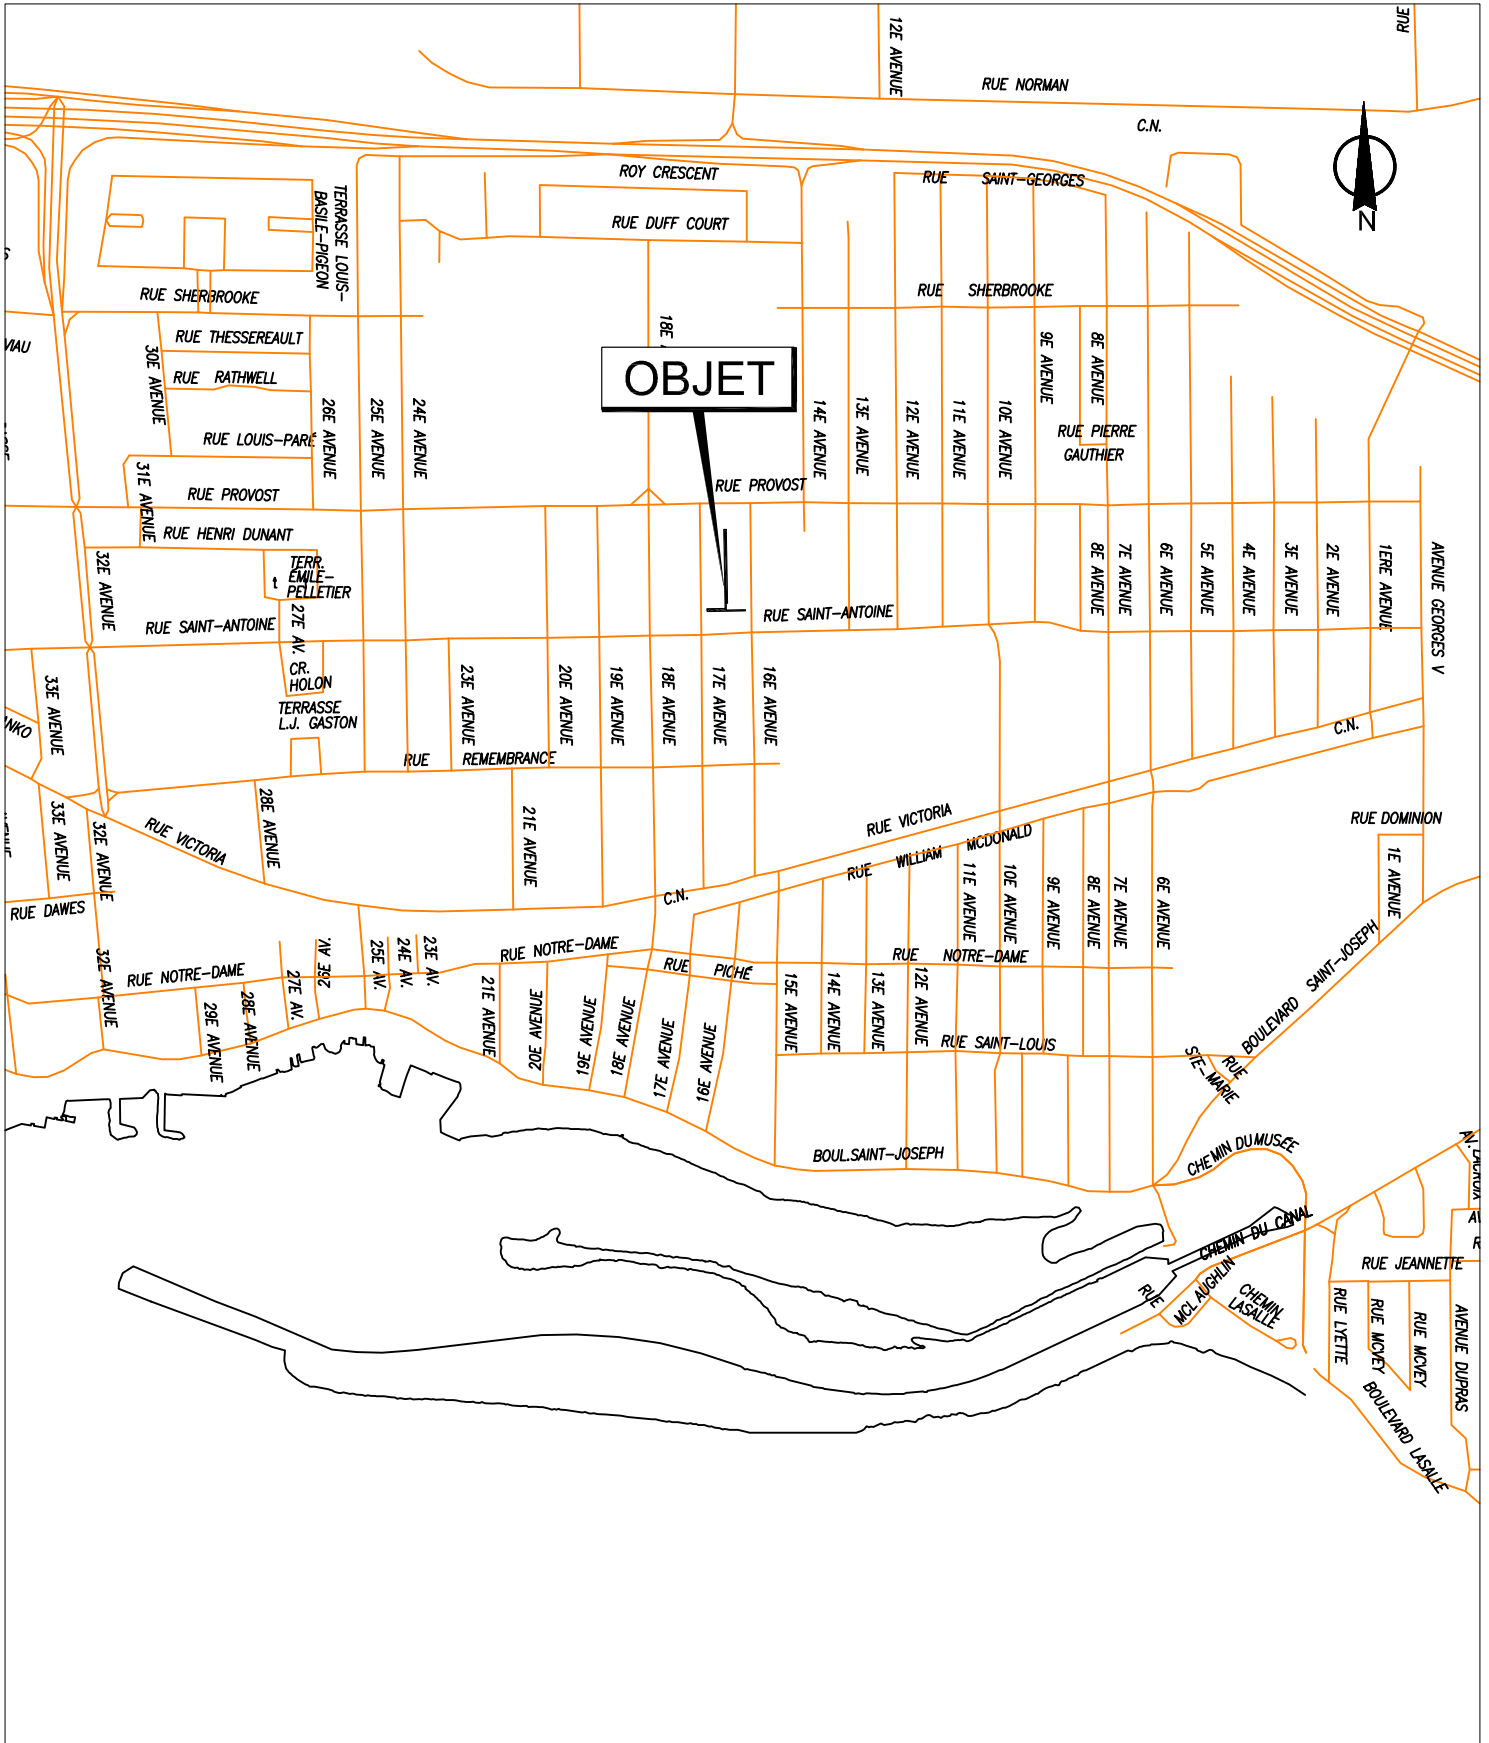 12E AVENUE
RUE
RUE NORMAN
C.N.
N
ROY CRESCENT
RUE SAINT-GEORGES
TERRASSE LOUIS-
BASILE-PIGEON
RUE DUFF COURT
RUE SHERBROOKE
RUE SHERBROOKE
RUE THESSEREAULT
30E AVENUE
RUE RATHWELL
18E
OBJET
9E AVENUE
8E AVENUE
26E AVENUE
25E AVENUE
24E AVENUE
14E AVENUE
13E AVENUE
12E AVENUE
11E AVENUE
10E AVENUE
RUE LOUIS-PARÉ
RUE PIERRE
GAUTHIER
31E AVENUE
RUE PROVOST
RUE PROVOST
RUE HENRI DUNANT
32E AVENUE
TERR.
ÉMILE-
PELLETIER
8E AVENUE
7E AVENUE
6E AVENUE
5E AVENUE
4E AVENUE
3E AVENUE
2E AVENUE
1ERE AVENUE
AVENUE GEORGES V
RUE SAINT-ANTOINE
27E AV.
RUE SAINT-ANTOINE
CR.
HOLON
33E AVENUE
TERRASSE
L.J. GASTON
23E AVENUE
20E AVENUE
19E AVENUE
18E AVENUE
17E AVENUE
16E AVENUE
C.N.
RUE REMEMBRANCE
33E AVENUE
32E AVENUE
RUE VICTORIA
28E AVENUE
21E AVENUE
RUE VICTORIA
RUE WILLIAM MCDONALD
RUE DOMINION
1E AVENUE
RUE DAWES
C.N.
11E AVENUE
10E AVENUE
9E AVENUE
8E AVENUE
7E AVENUE
6E AVENUE
32E AVENUE
RUE NOTRE-DAME
27E AV.
26E AV.
25E AV.
24E AV.
23E AV.
RUE NOTRE-DAME
RUE PICHÉ
RUE NOTRE-DAME
BOULEVARD SAINT-JOSEPH
29E AVENUE
28E AVENUE
21E AVENUE
20E AVENUE
19E AVENUE
18E AVENUE
17E AVENUE
16E AVENUE
15E AVENUE
14E AVENUE
13E AVENUE
12E AVENUE
RUE SAINT-LOUIS
RUE
STE-MARIE
BOUL.SAINT-JOSEPH
CHEMIN DU MUSÉE
AV. LACROIX
CHEMIN DU CANAL
RUE JEANNETTE
RUE
MCLAUGHLIN
CHEMIN
LASALLE
RUE LYETTE
RUE MCVEY
RUE MCVEY
AVENUE DUPRAS
BOULEVARD LASALLE